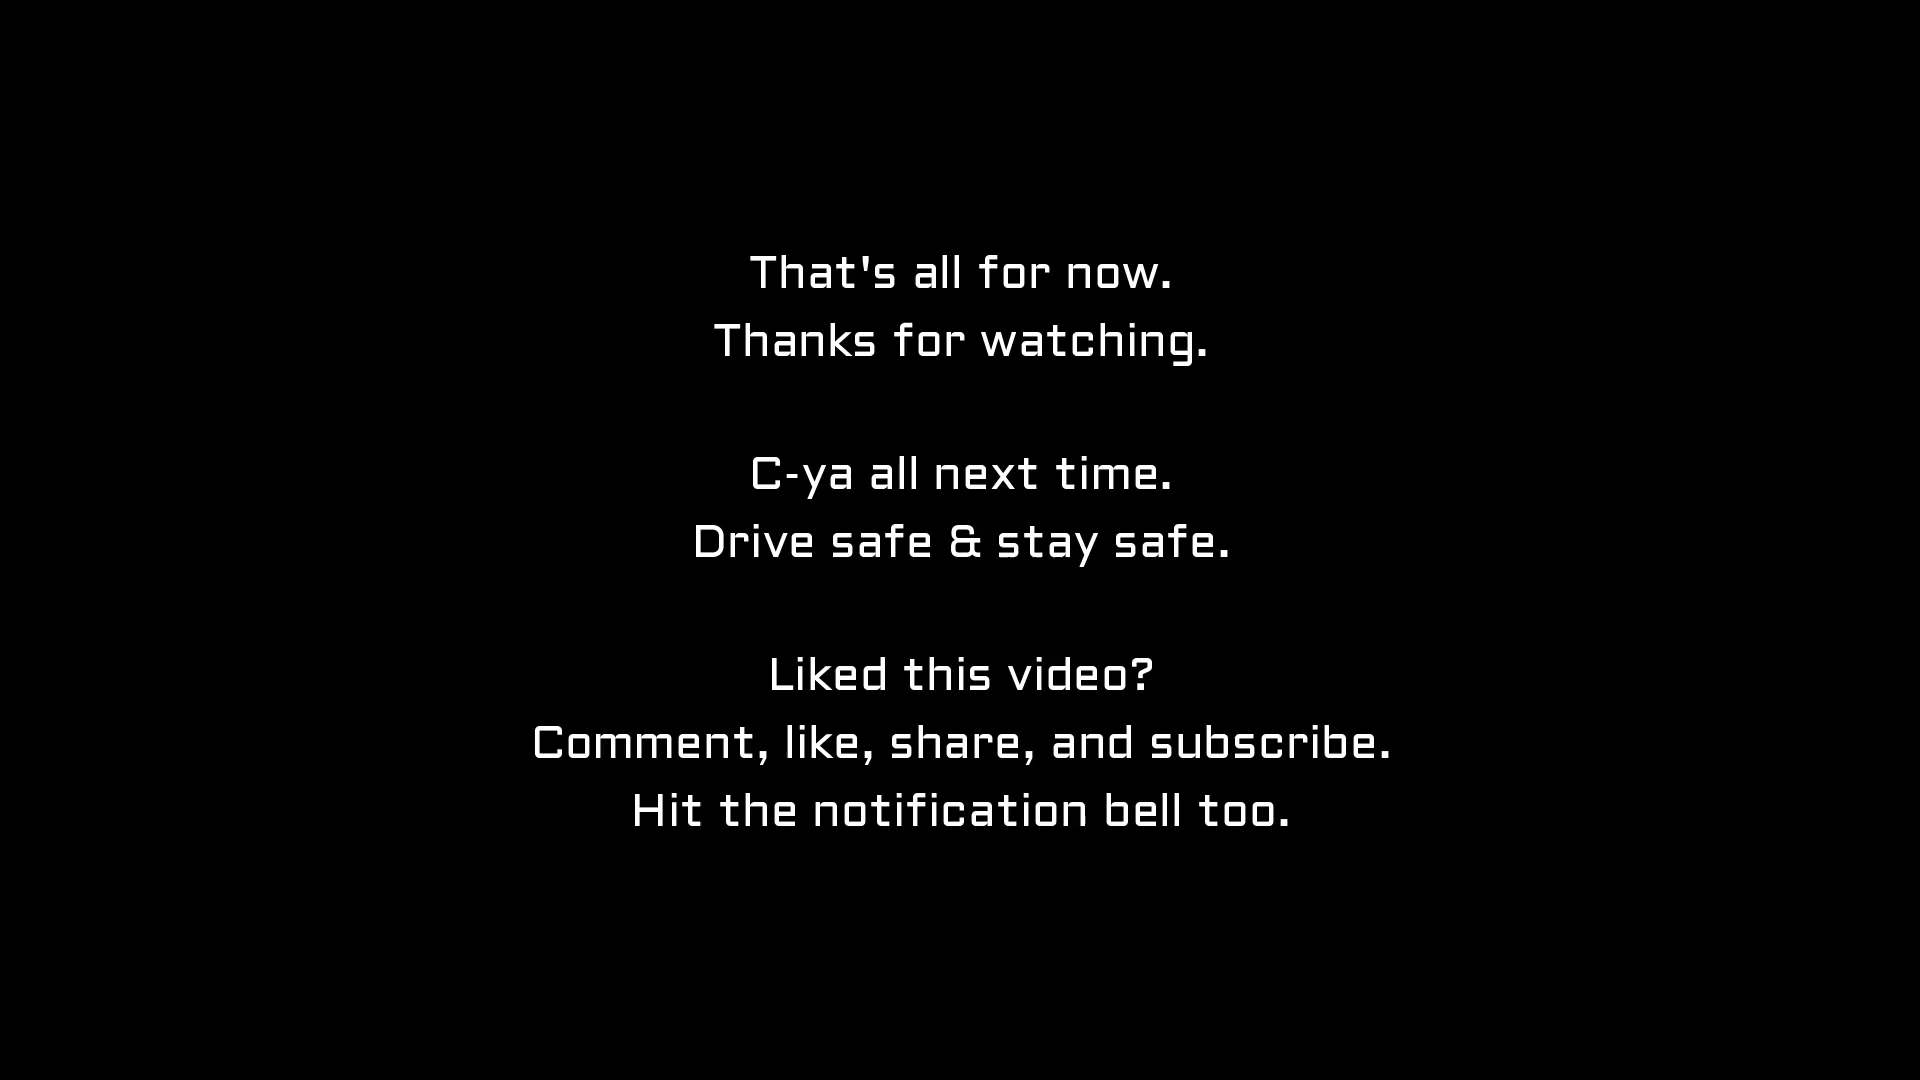 That's all for now.
Thanks for watching.
C-ya all next time.
Drive safe & stay safe.
Liked this video?
Comment, like, share, and subscribe.
Hit the notification bell too.